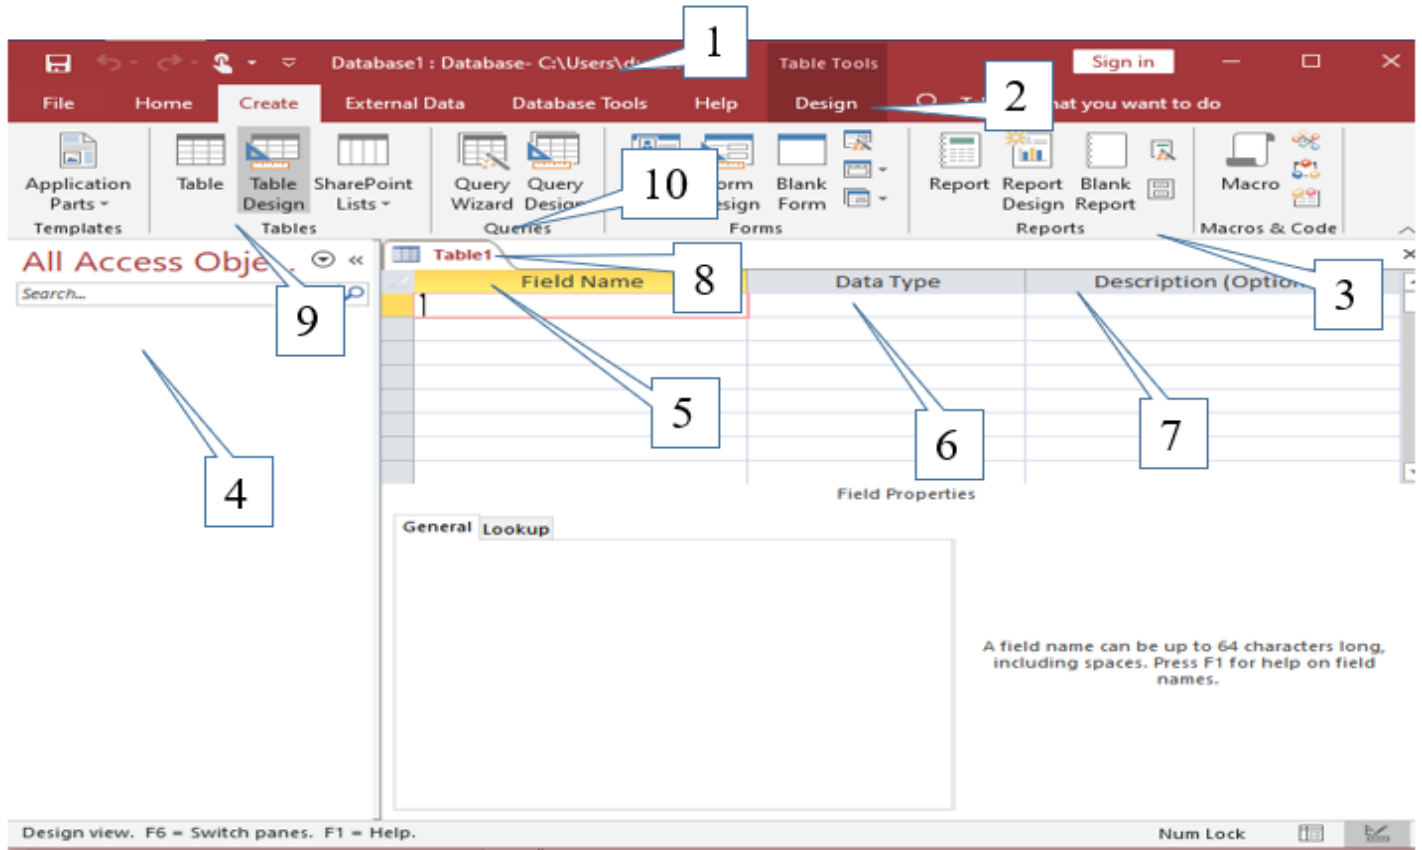 1
Database1 : Database- C:\Users\d
Table Tools
Sign in
File Home Create External Data Database Tools Help Design
2
hat you want to do
Application Parts
Table
Table Design
SharePoint Lists
Query Wizard
Query Design
10
Blank Form
Report
Report Design
Blank Report
Macro
Templates
Tables
Queries
Forms
Reports
Macros & Code
All Access Obje...
Search...
Table1
8
Field Name
Data Type
Description (Option
3
1
9
5
6
7
4
Field Properties
General
Lookup
A field name can be up to 64 characters long,
including spaces. Press F1 for help on field
names.
Design view. F6 = Switch panes. F1 = Help.
Num Lock